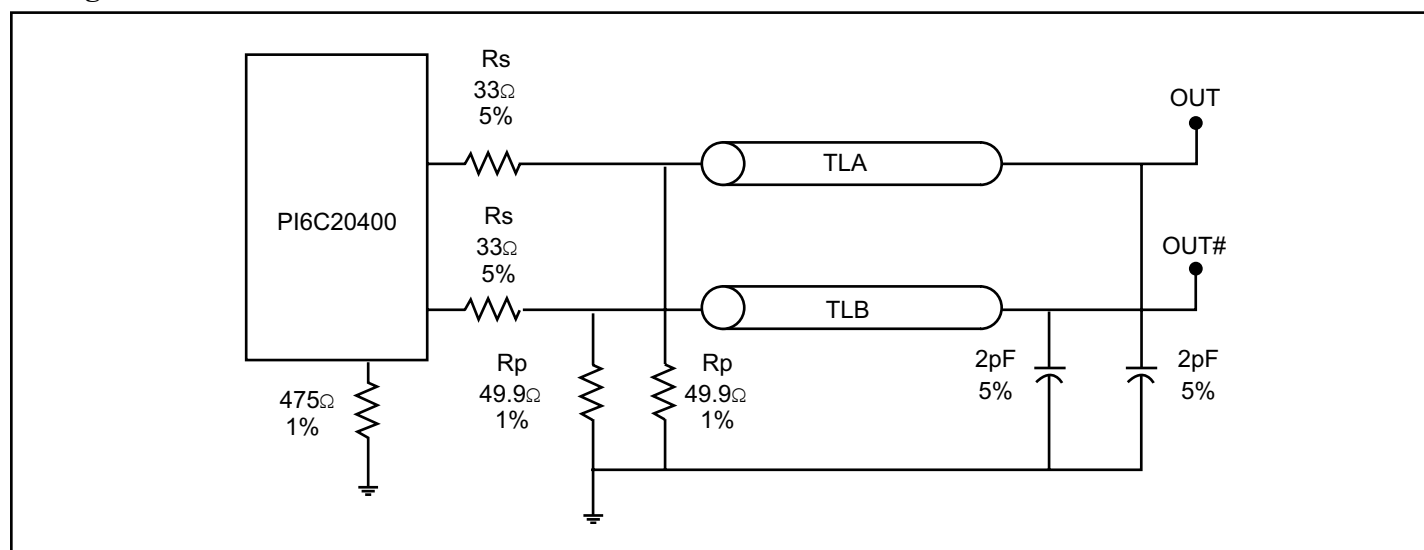 Rs
33Ω
5%
OUT
TLA
PI6C20400
Rs
33Ω
5%
OUT#
TLB
Rp
49.9Ω
1%
Rp
49.9Ω
1%
2pF
5%
2pF
5%
475Ω
1%